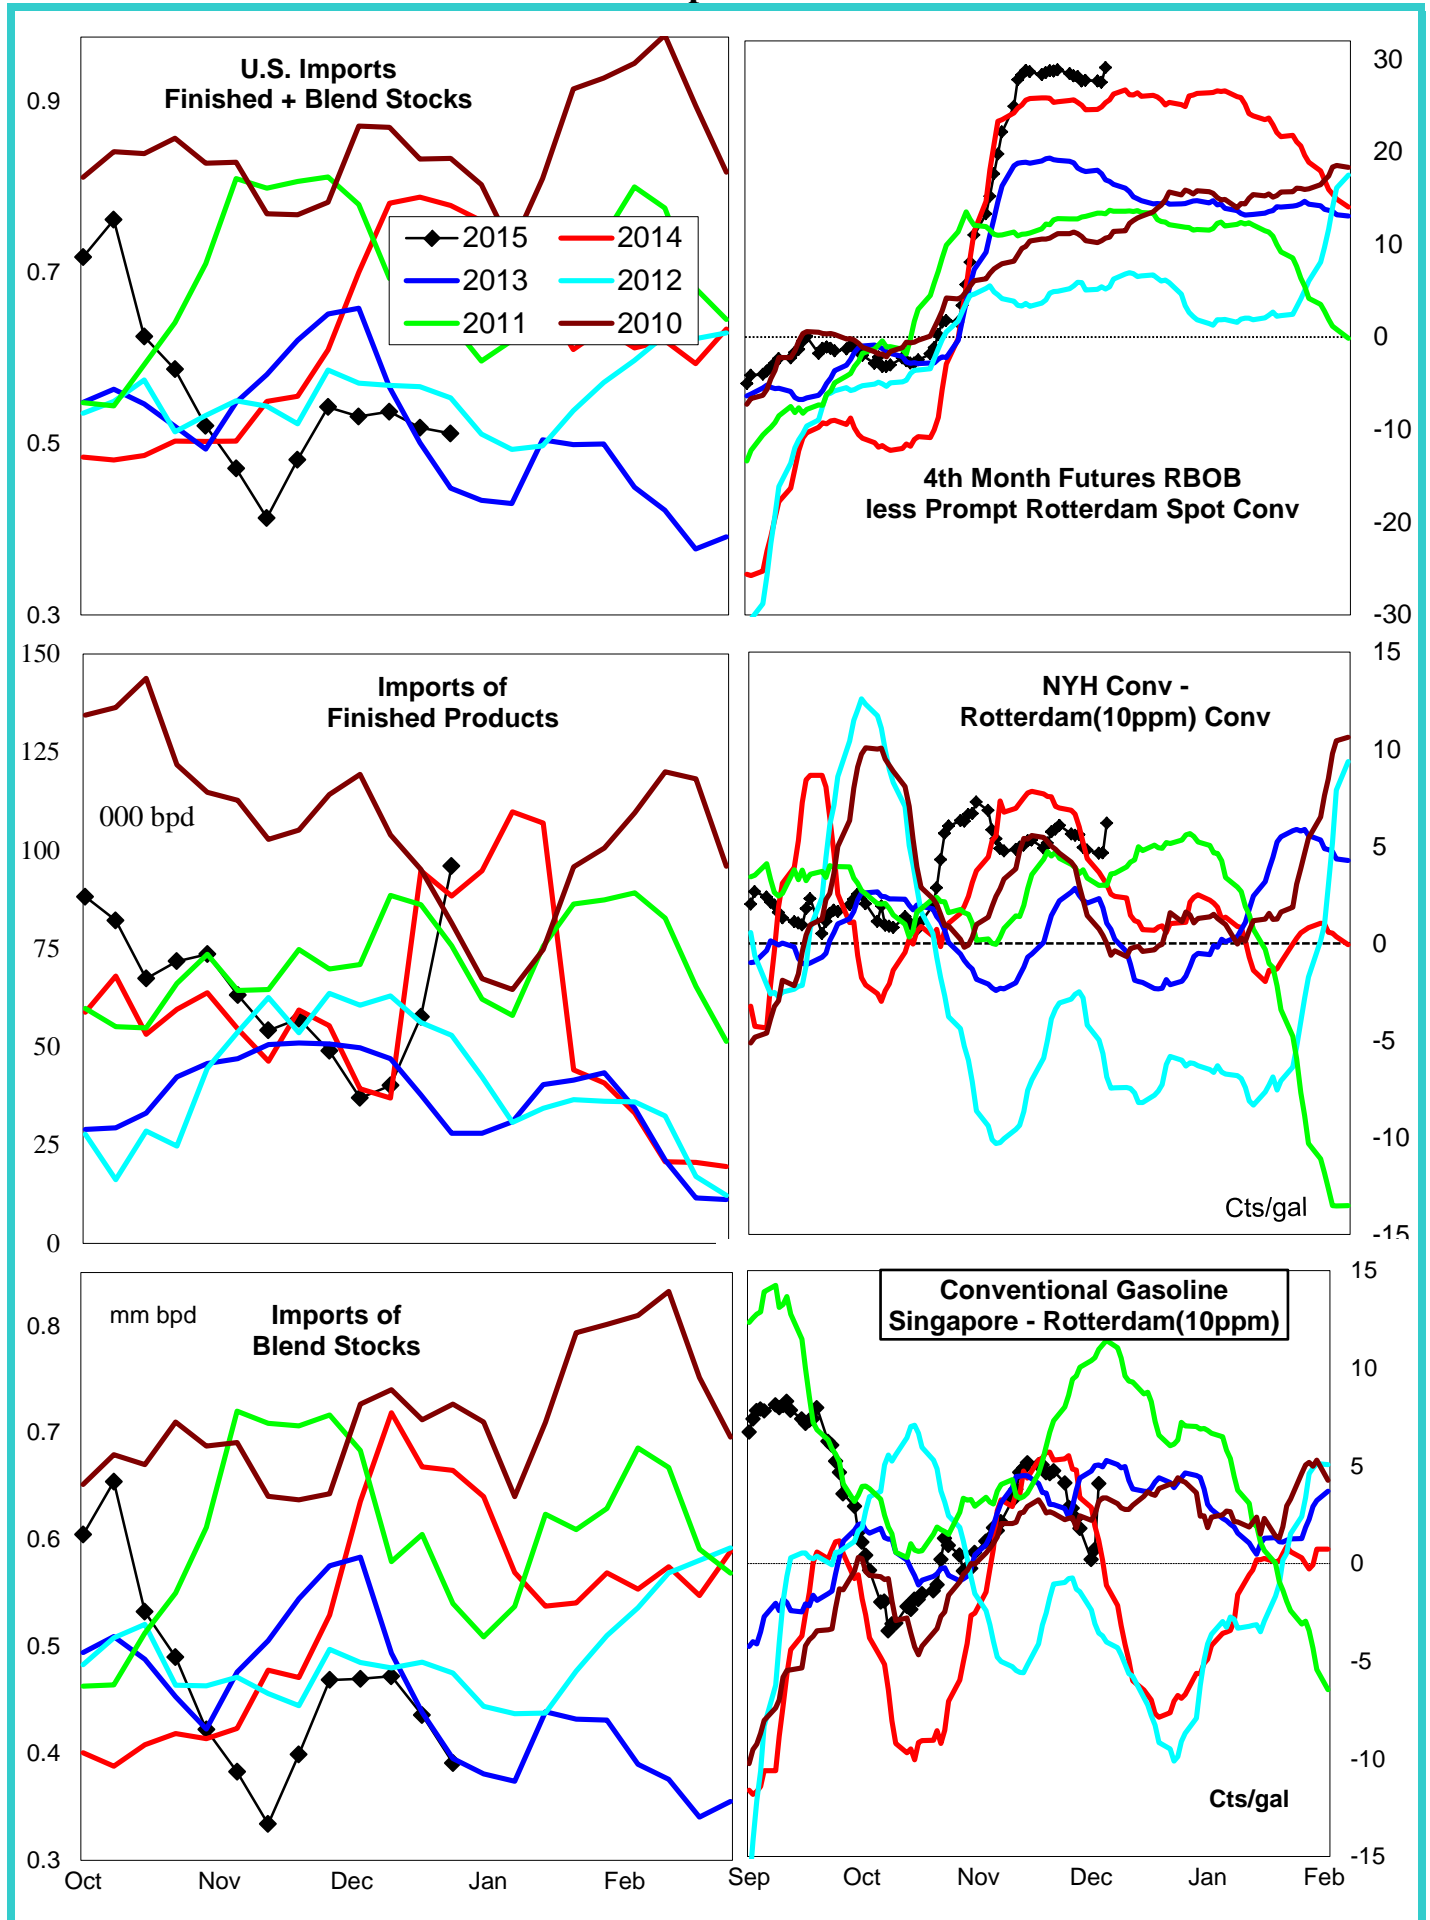 U.S. Imports
Finished + Blend Stocks
0.9
0.7
0.5
0.3
2015
2014
2013
2012
2011
2010
30
20
10
0
-10
-20
-30
4th Month Futures RBOB
less Prompt Rotterdam Spot Conv
150
125
100
75
50
25
0
Imports of
Finished Products
000 bpd
NYH Conv -
Rotterdam(10ppm) Conv
15
10
5
0
-5
-10
-15
Cts/gal
mm bpd
Imports of
Blend Stocks
0.8
0.7
0.6
0.5
0.4
0.3
Oct
Nov
Dec
Jan
Feb
Conventional Gasoline
Singapore - Rotterdam(10ppm)
15
10
5
0
-5
-10
-15
Cts/gal
Sep
Oct
Nov
Dec
Jan
Feb